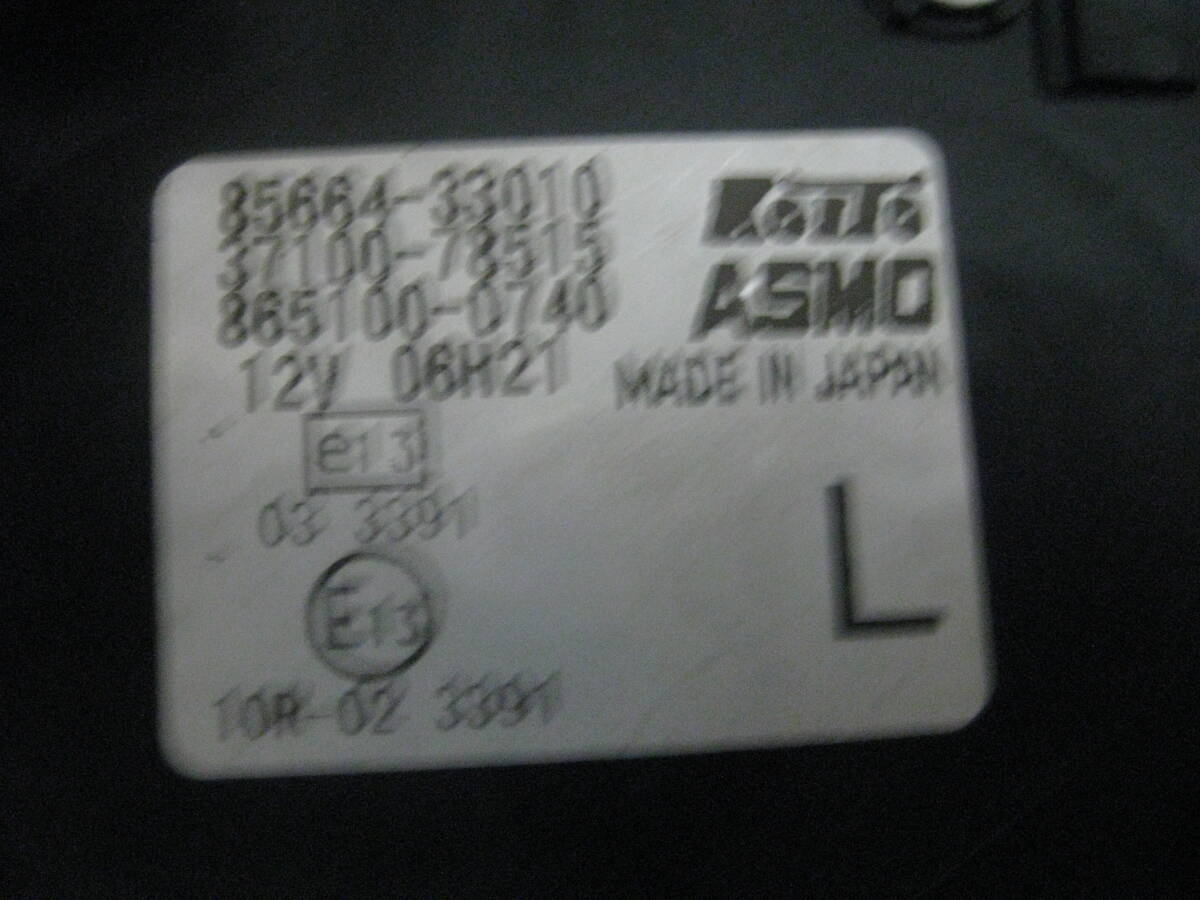 85664-33010
37100-78515
865100-0740
12V 06H21
KOITO
ASMO
MADE IN JAPAN
e13
03 3391
E13
10R-02 3391
L